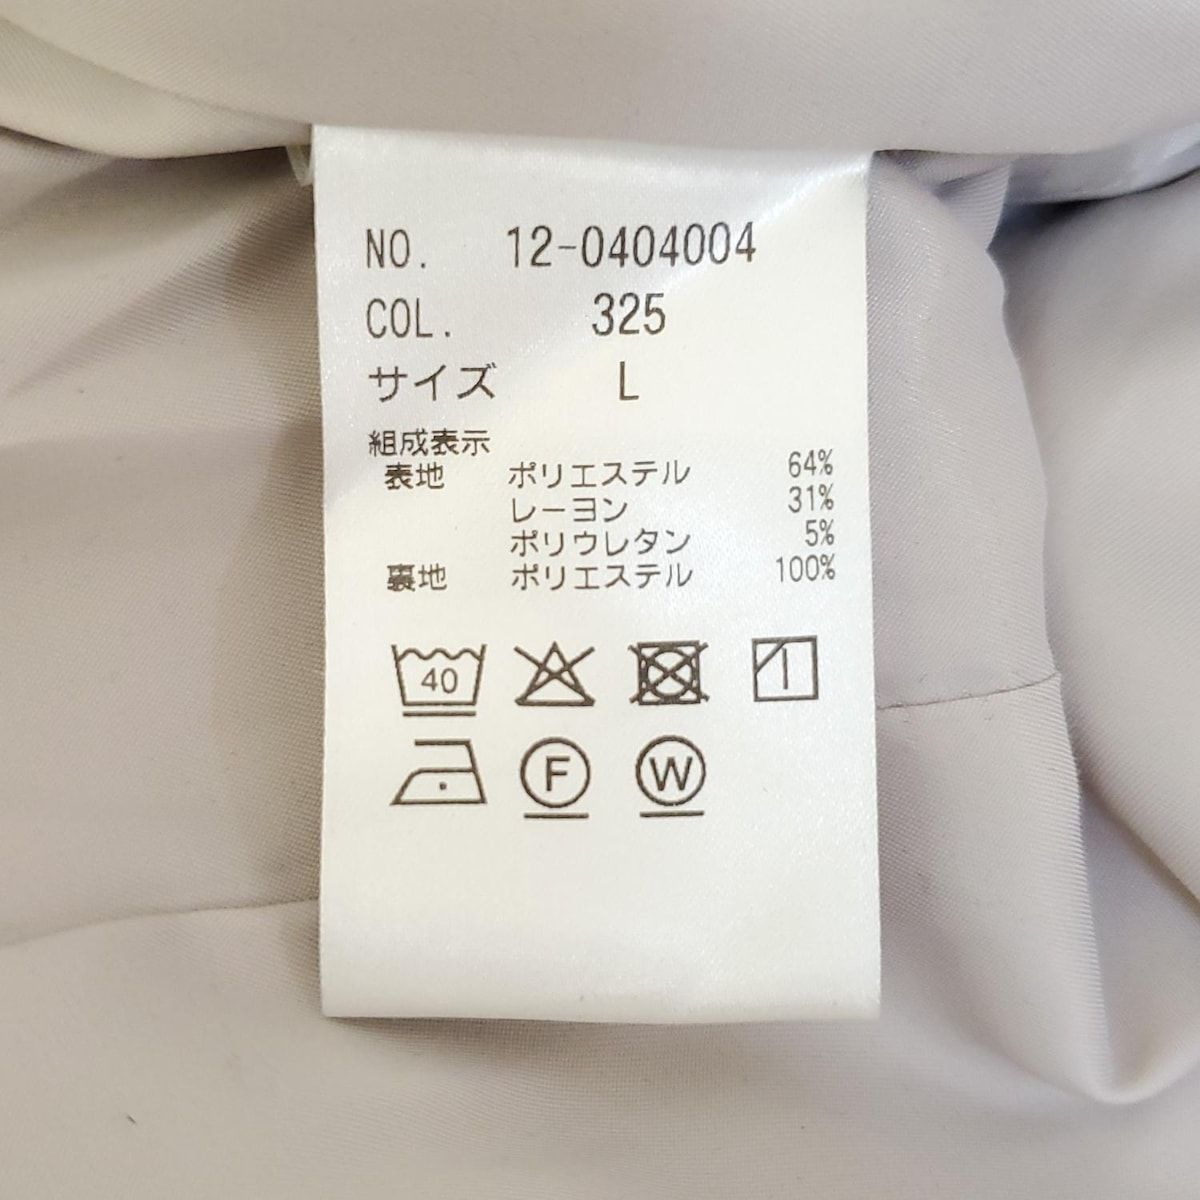 NO. 12-0404004
COL. 325
サイズ L
組成表示
表地 ポリエステル 64%
レーヨン 31%
ポリウレタン 5%
裏地 ポリエステル 100%
40
F W